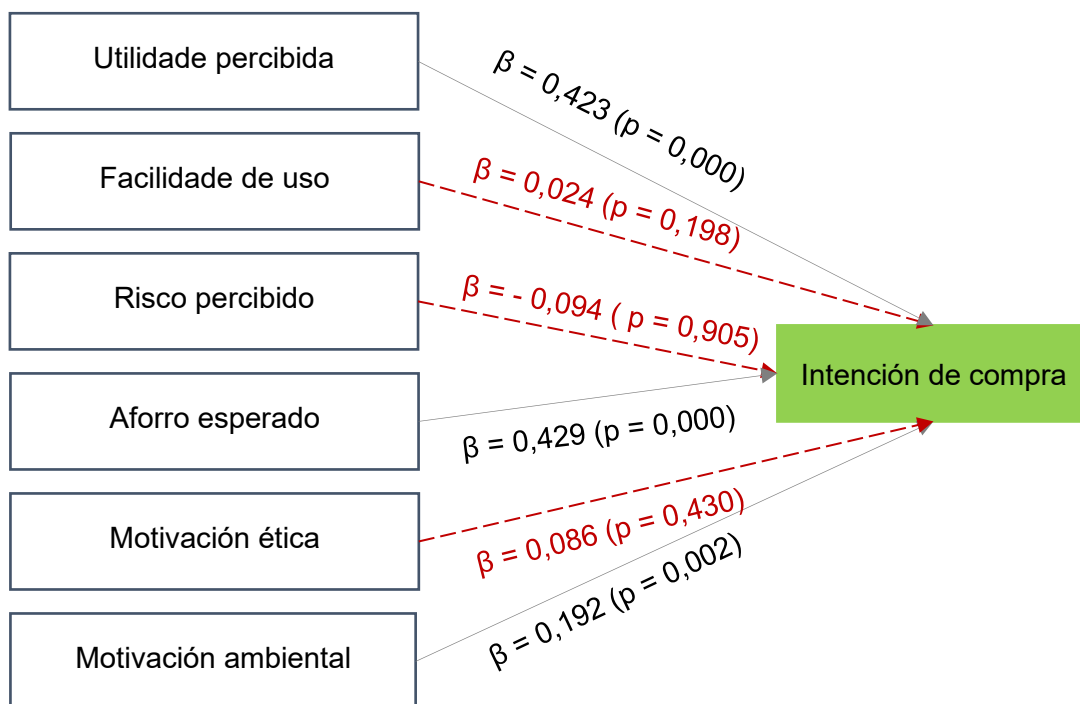 Utilidade percibida
β = 0,423 (p = 0,000)
Facilidade de uso
β = 0,024 (p = 0,198)
Risco percibido
β = - 0,094 ( p = 0,905)
Intención de compra
Aforro esperado
β = 0,429 (p = 0,000)
Motivación ética
β = 0,086 (p = 0,430)
Motivación ambiental
β = 0,192 (p = 0,002)